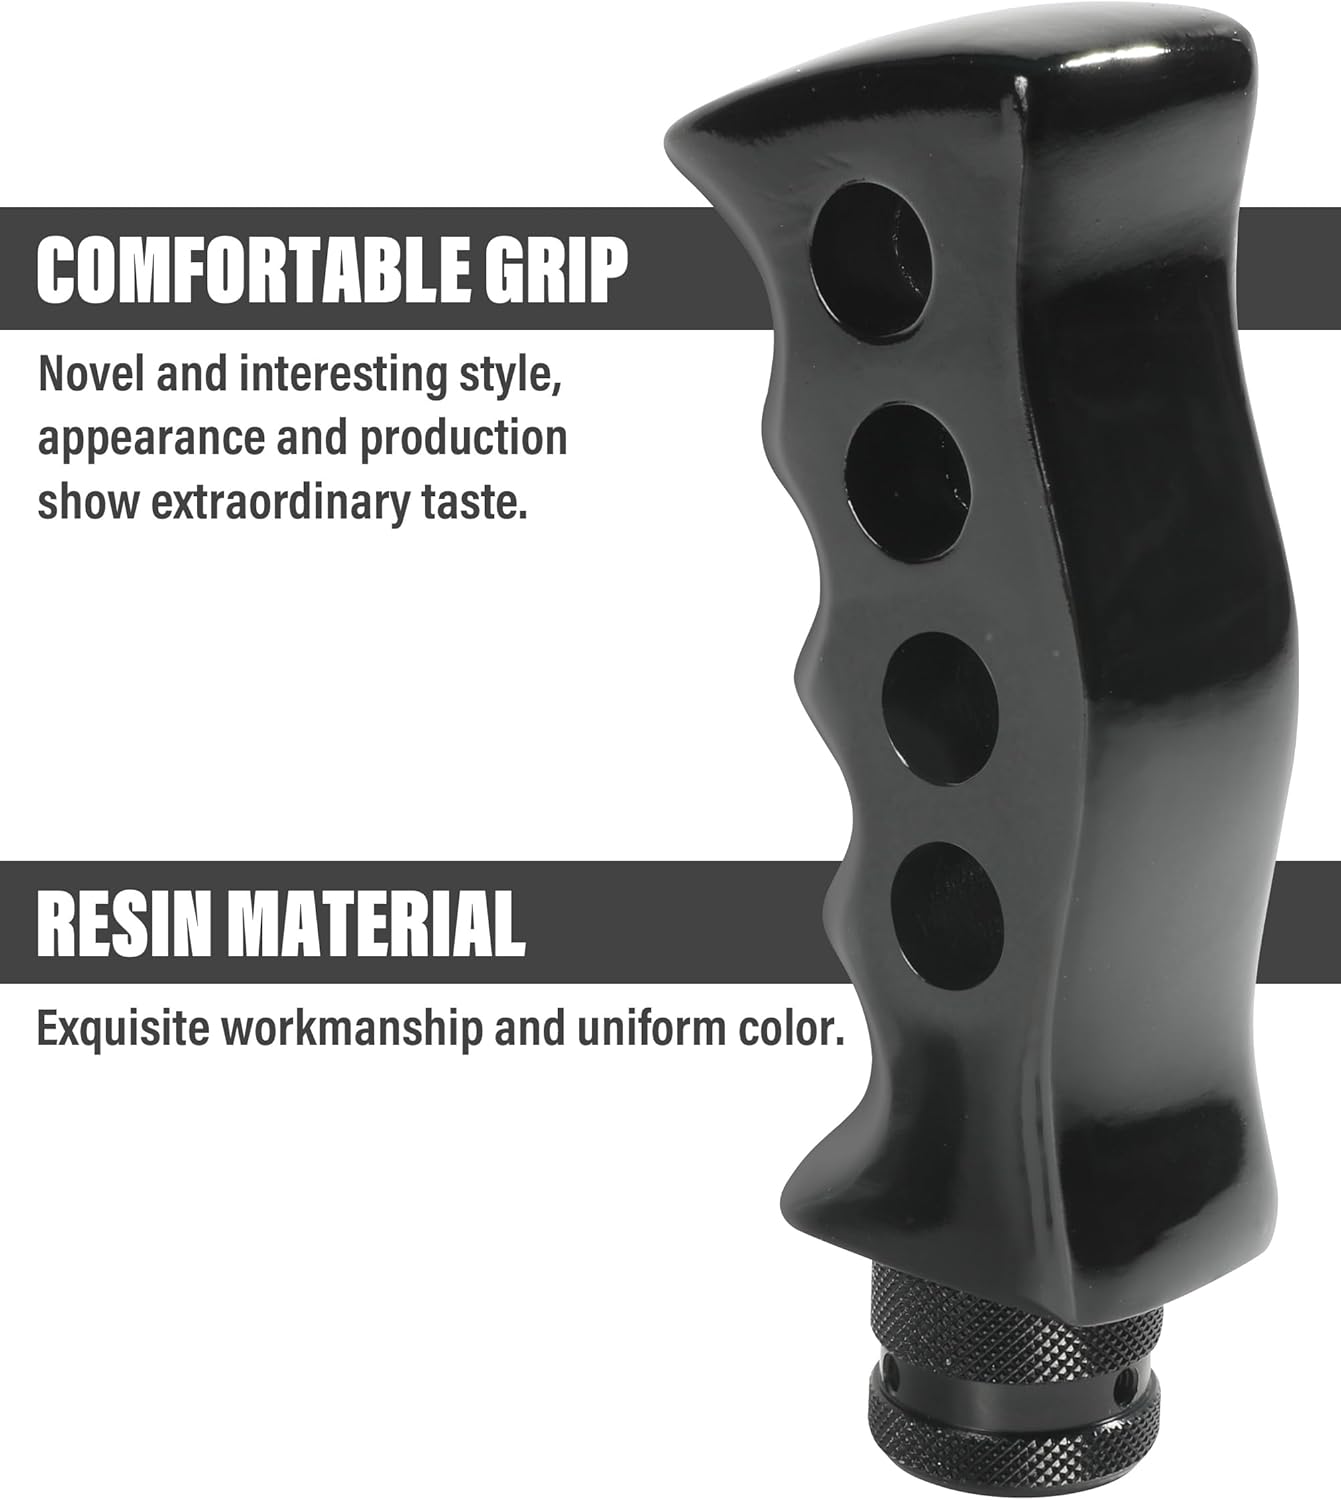 COMFORTABLE GRIP
Novel and interesting style,
appearance and production
show extraordinary taste.
RESIN MATERIAL
Exquisite workmanship and uniform color.